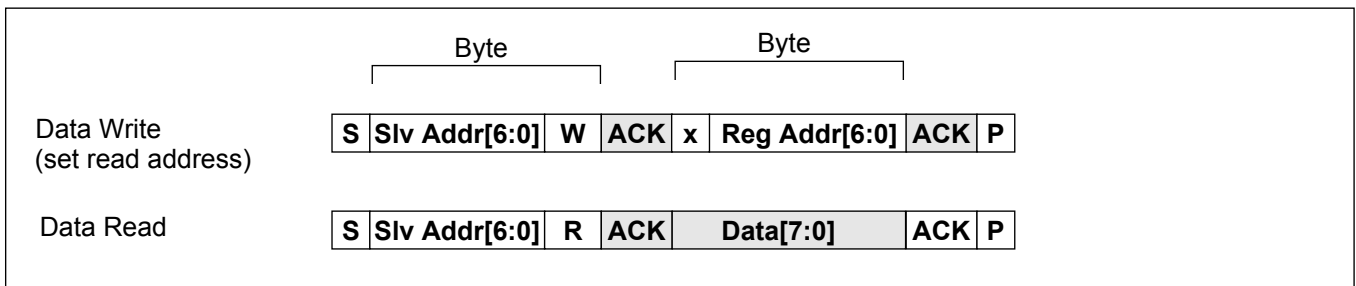 Byte Byte
Data Write S Slv Addr[6:0] W ACK x Reg Addr[6:0] ACK P
(set read address)
Data Read S Slv Addr[6:0] R ACK Data[7:0] ACK P